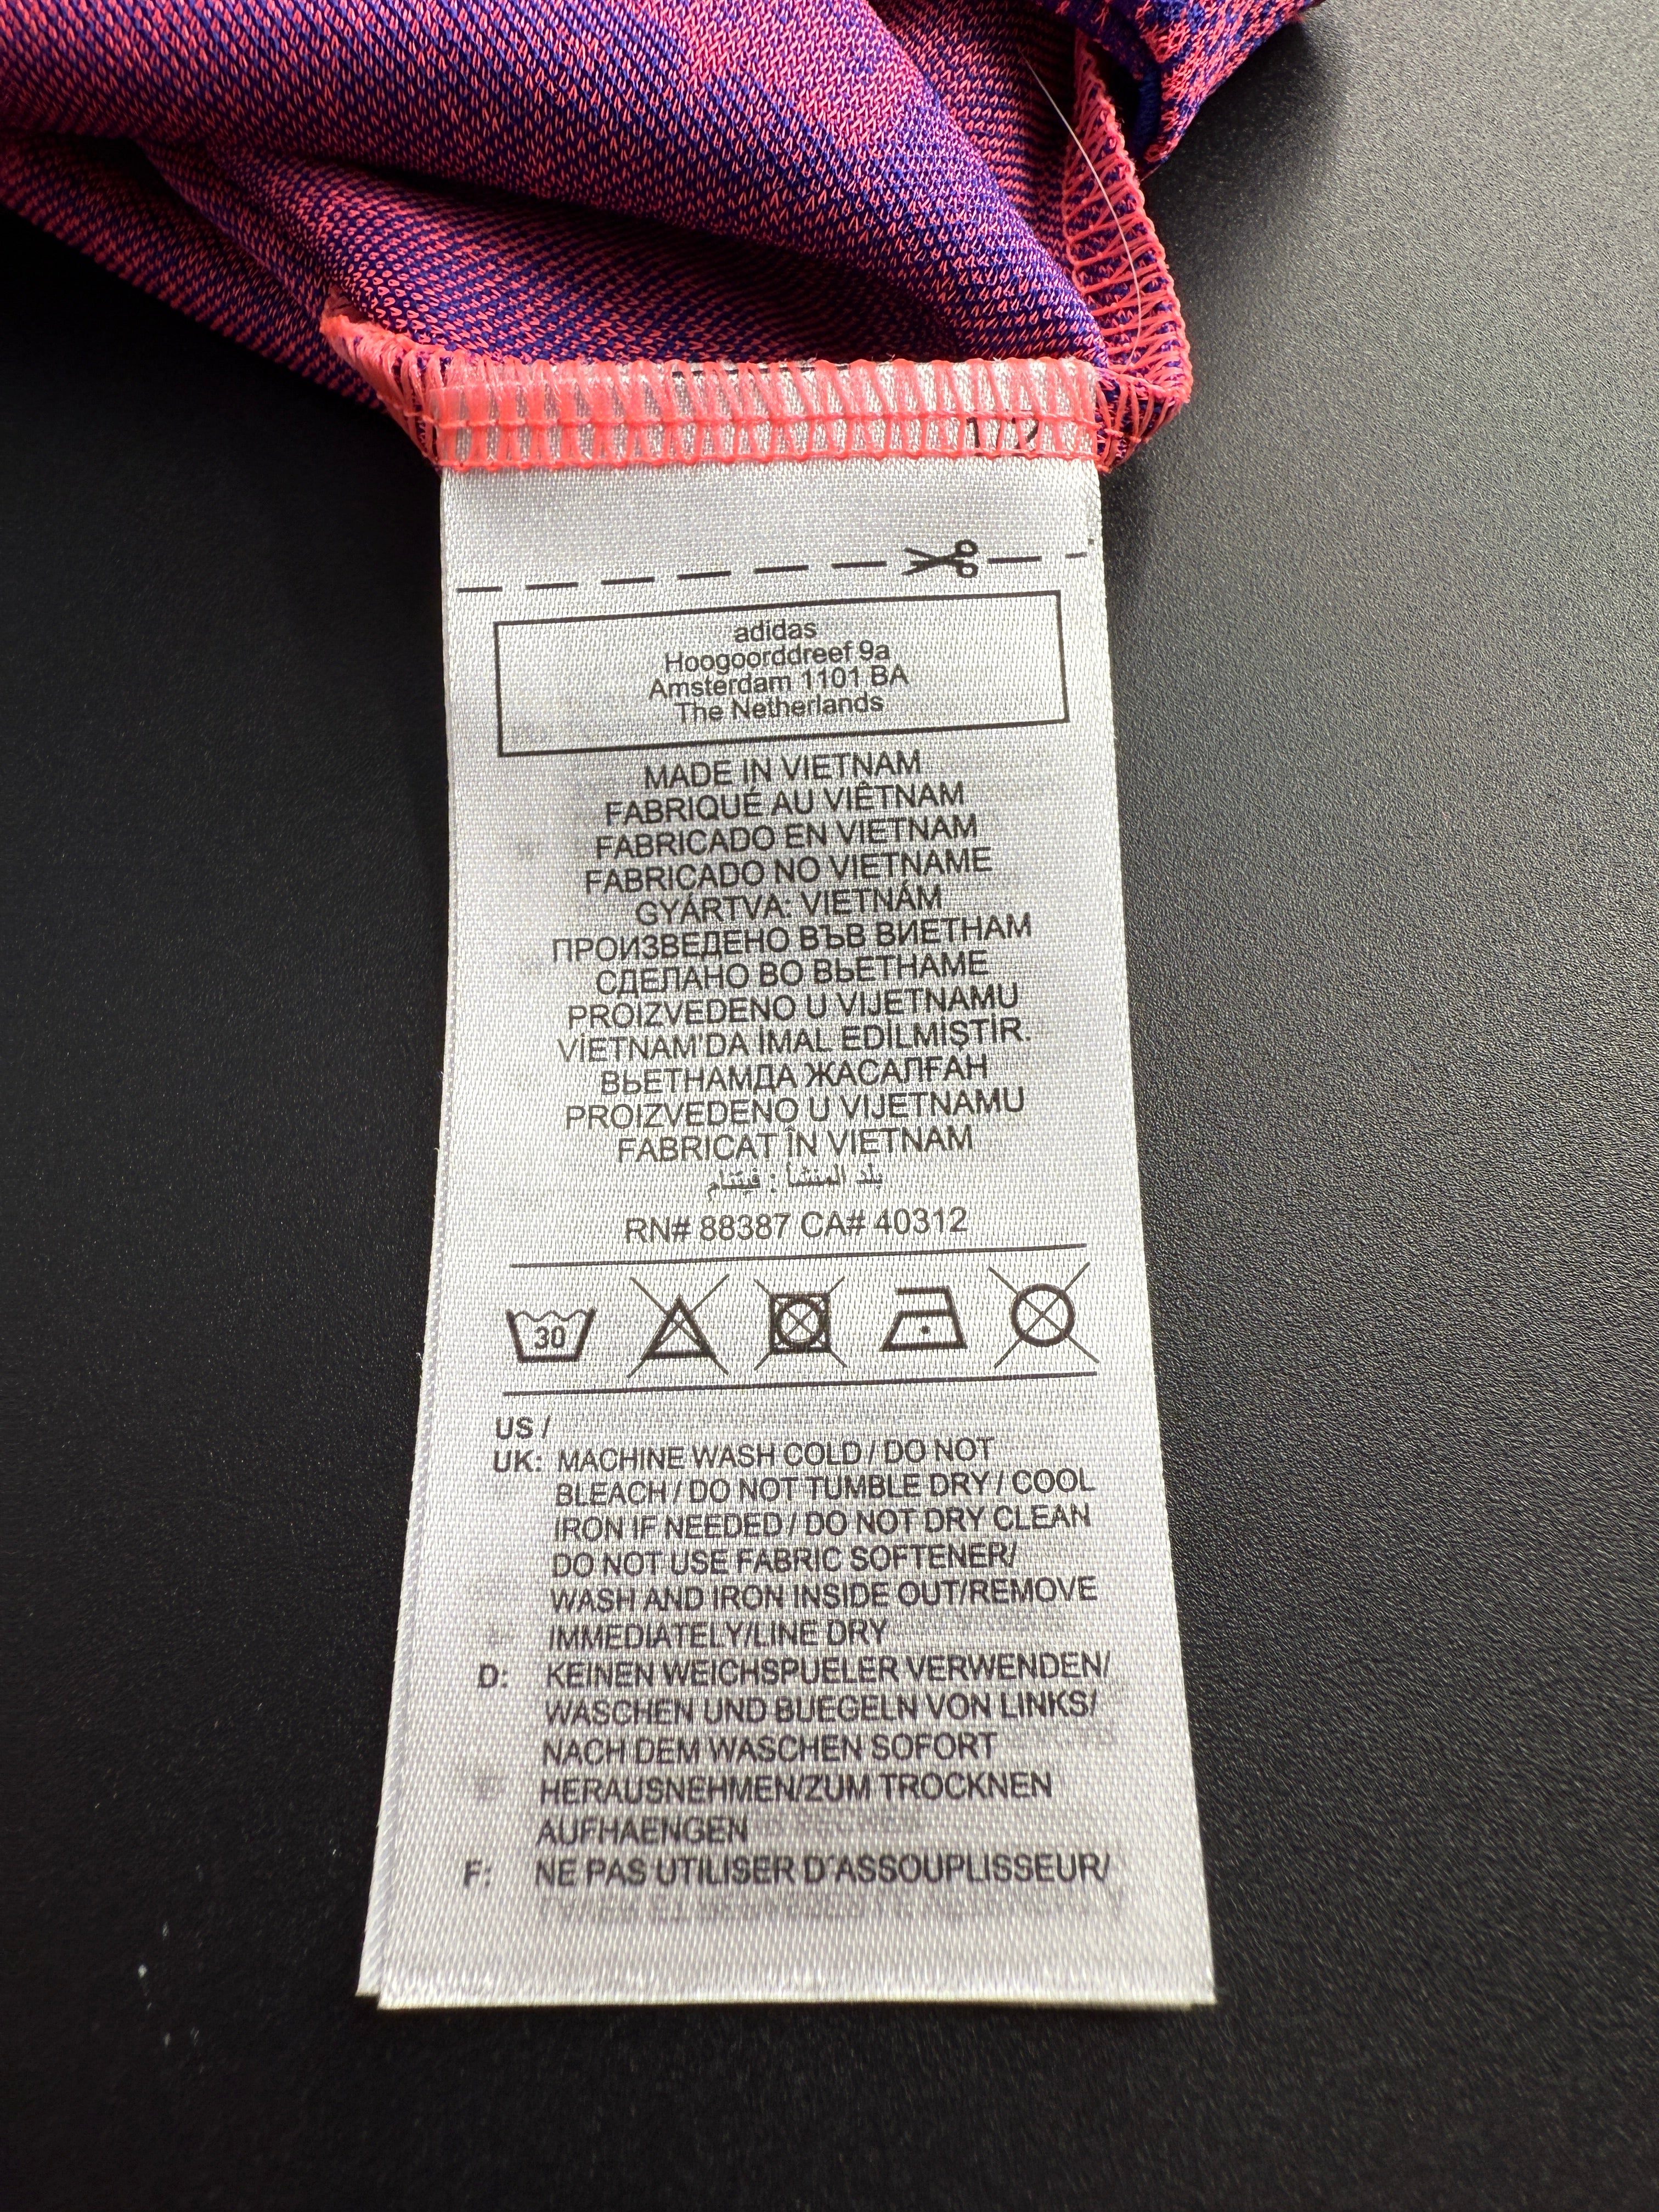 1/2
adidas
Hoogoorddreef 9a
Amsterdam 1101 BA
The Netherlands
MADE IN VIETNAM
FABRIQUÉ AU VIÊTNAM
FABRICADO EN VIETNAM
FABRICADO NO VIETNAME
GYÁRTVA: VIETNÁM
ПРОИЗВЕДЕНО ВЪВ ВИЕТНАМ
СДЕЛАНО ВО ВЬЕТНАМЕ
PROIZVEDENO U VIJETNAMU
VİETNAM'DA İMAL EDİLMİŞTİR.
ВЬЕТНАМДА ЖАСАЛҒАН
PROIZVEDENO U VIJETNAMU
FABRICAT ÎN VIETNAM
بلد المنشأ : فيتنام
RN# 88387 CA# 40312
30
US /
UK: MACHINE WASH COLD / DO NOT
BLEACH / DO NOT TUMBLE DRY / COOL
IRON IF NEEDED / DO NOT DRY CLEAN
DO NOT USE FABRIC SOFTENER/
WASH AND IRON INSIDE OUT/REMOVE
IMMEDIATELY/LINE DRY
D: KEINEN WEICHSPUELER VERWENDEN/
WASCHEN UND BUEGELN VON LINKS/
NACH DEM WASCHEN SOFORT
HERAUSNEHMEN/ZUM TROCKNEN
AUFHAENGEN
F: NE PAS UTILISER D'ASSOUPLISSEUR/